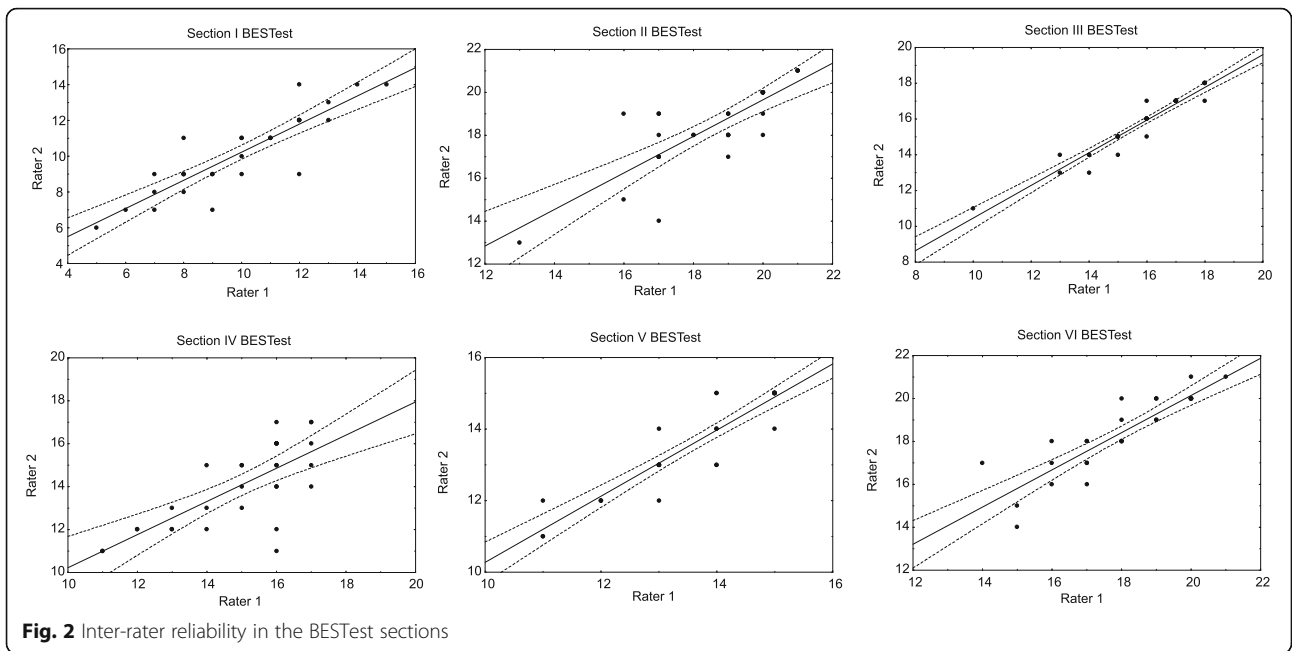 Section I BESTest
16
14
12
10
8
6
4
Rater 2
4 6 8 10 12 14 16
Rater 1
Section II BESTest
22
20
18
16
14
12
Rater 2
12 14 16 18 20 22
Rater 1
Section III BESTest
20
18
16
14
12
10
8
Rater 2
8 10 12 14 16 18 20
Rater 1
Section IV BESTest
20
18
16
14
12
10
Rater 2
10 12 14 16 18 20
Rater 1
Section V BESTest
16
14
12
10
Rater 2
10 12 14 16
Rater 1
Section VI BESTest
22
20
18
16
14
12
Rater 2
12 14 16 18 20 22
Rater 1
Fig. 2 Inter-rater reliability in the BESTest sections